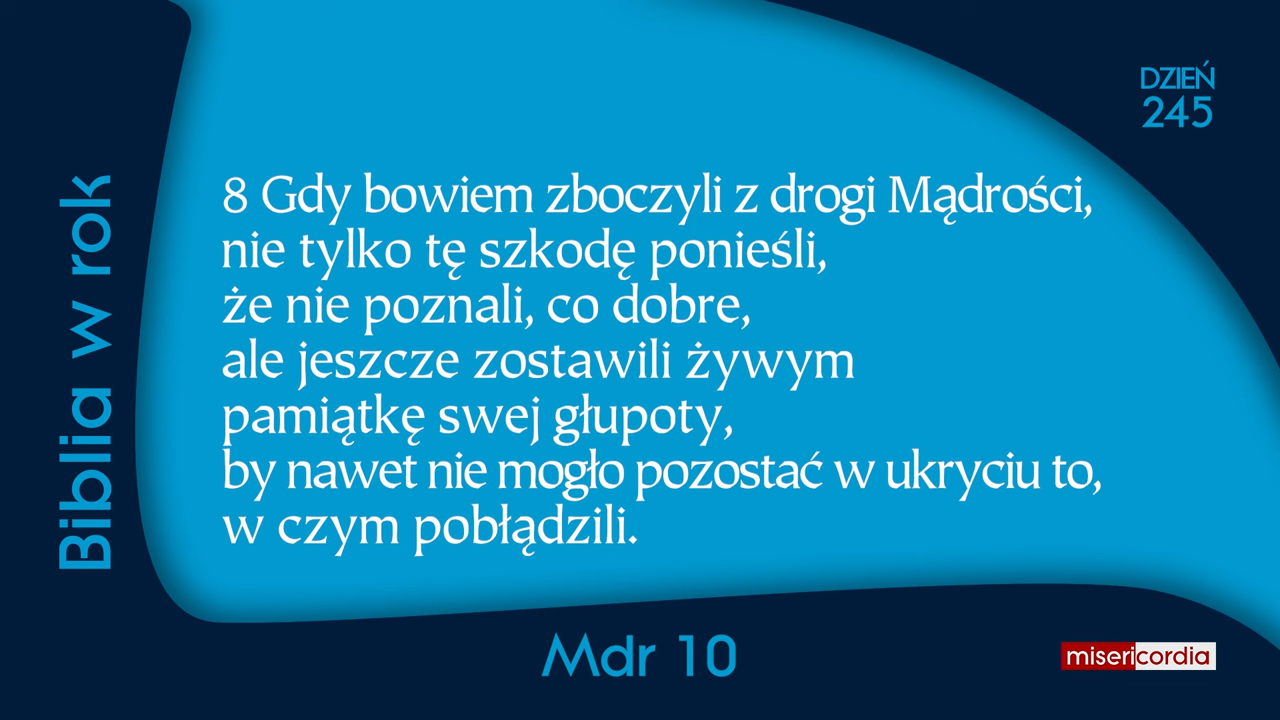 DZIEŃ
245
Biblia w rok
8 Gdy bowiem zboczyli z drogi Mądrości,
nie tylko tę szkodę ponieśli,
że nie poznali, co dobre,
ale jeszcze zostawili żywym
pamiątkę swej głupoty,
by nawet nie mogło pozostać w ukryciu to,
w czym pobłądzili.
Mdr 10
misericordia